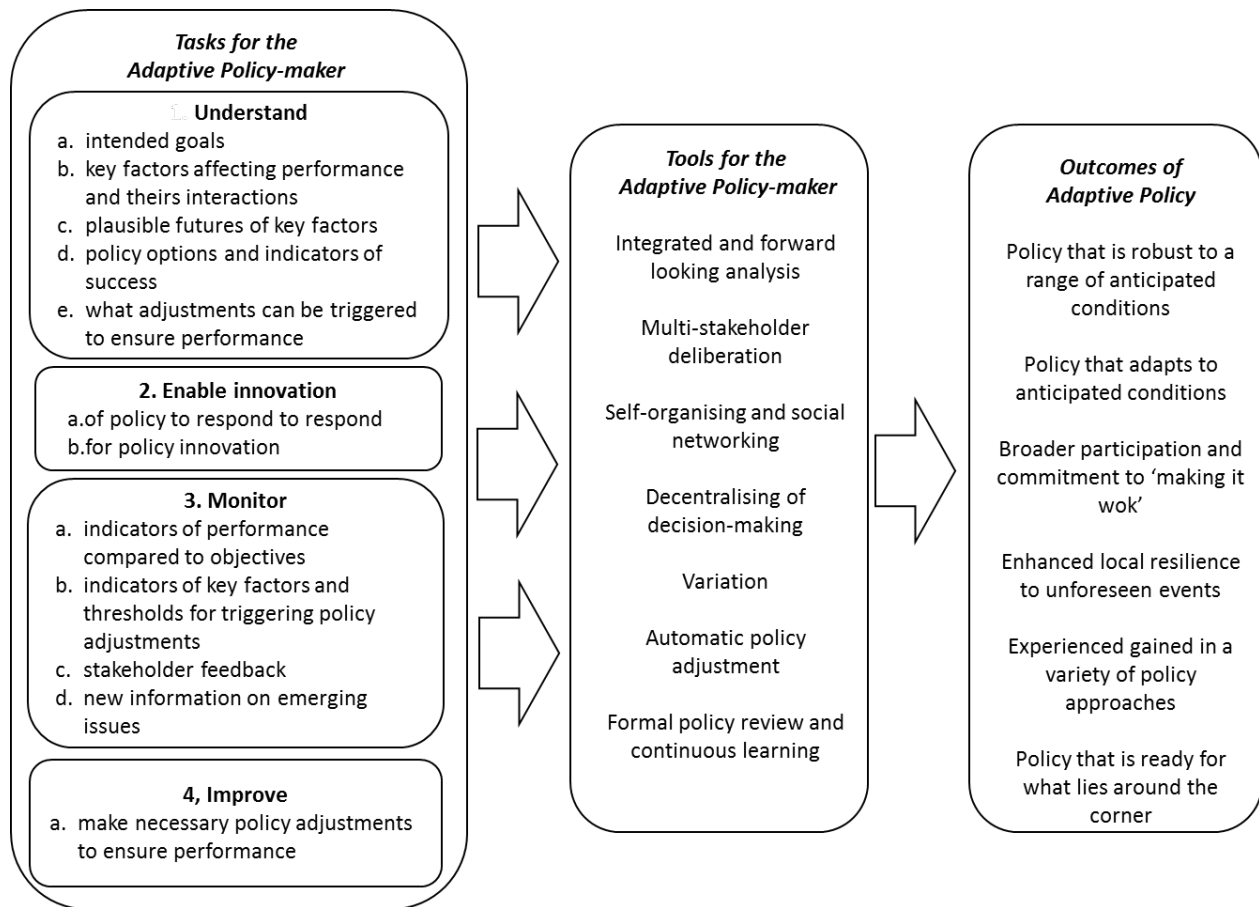 Tasks for the
Adaptive Policy-maker
1. Understand
a. intended goals
b. key factors affecting performance
and theirs interactions
c. plausible futures of key factors
d. policy options and indicators of
success
e. what adjustments can be triggered
to ensure performance
2. Enable innovation
a.of policy to respond to respond
b.for policy innovation
3. Monitor
a. indicators of performance
compared to objectives
b. indicators of key factors and
thresholds for triggering policy
adjustments
c. stakeholder feedback
d. new information on emerging
issues
4, Improve
a. make necessary policy adjustments
to ensure performance
Tools for the
Adaptive Policy-maker
Integrated and forward
looking analysis
Multi-stakeholder
deliberation
Self-organising and social
networking
Decentralising of
decision-making
Variation
Automatic policy
adjustment
Formal policy review and
continuous learning
Outcomes of
Adaptive Policy
Policy that is robust to a
range of anticipated
conditions
Policy that adapts to
anticipated conditions
Broader participation and
commitment to ‘making it
wok’
Enhanced local resilience
to unforeseen events
Experienced gained in a
variety of policy
approaches
Policy that is ready for
what lies around the
corner